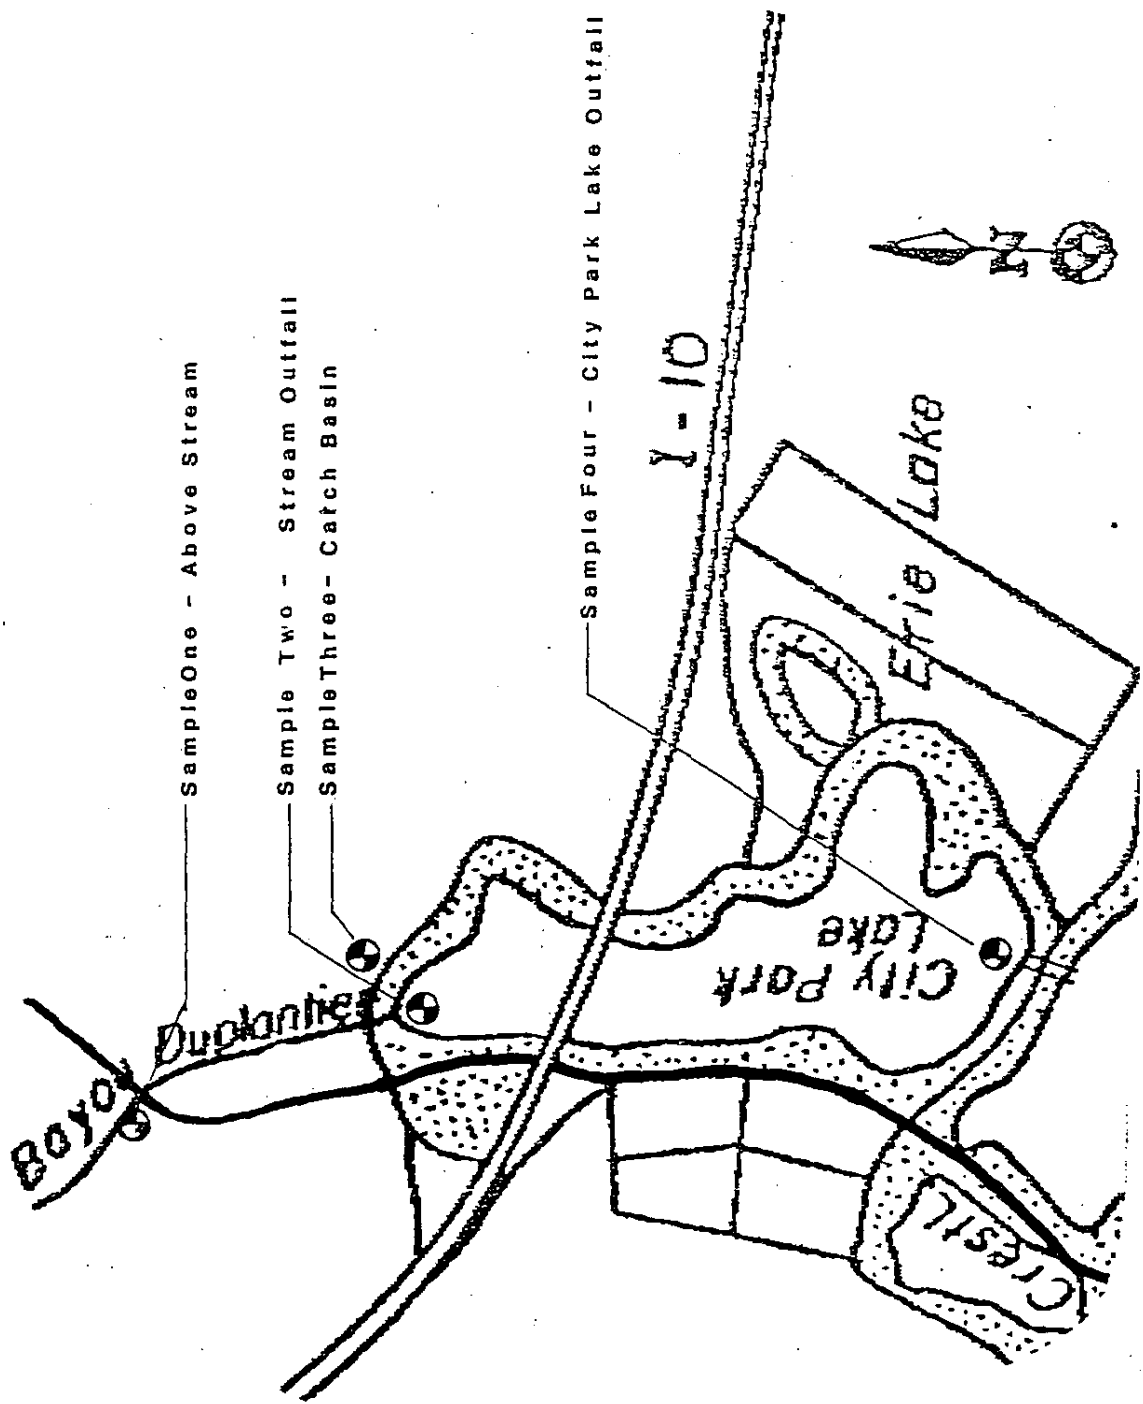 SampleOne - Above Stream
Sample Two - Stream Outfall
SampleThree- Catch Basin
Sample Four - City Park Lake Outfall
I-10
Bayou Duplantier
City Park
Lake
Erie Lake
N